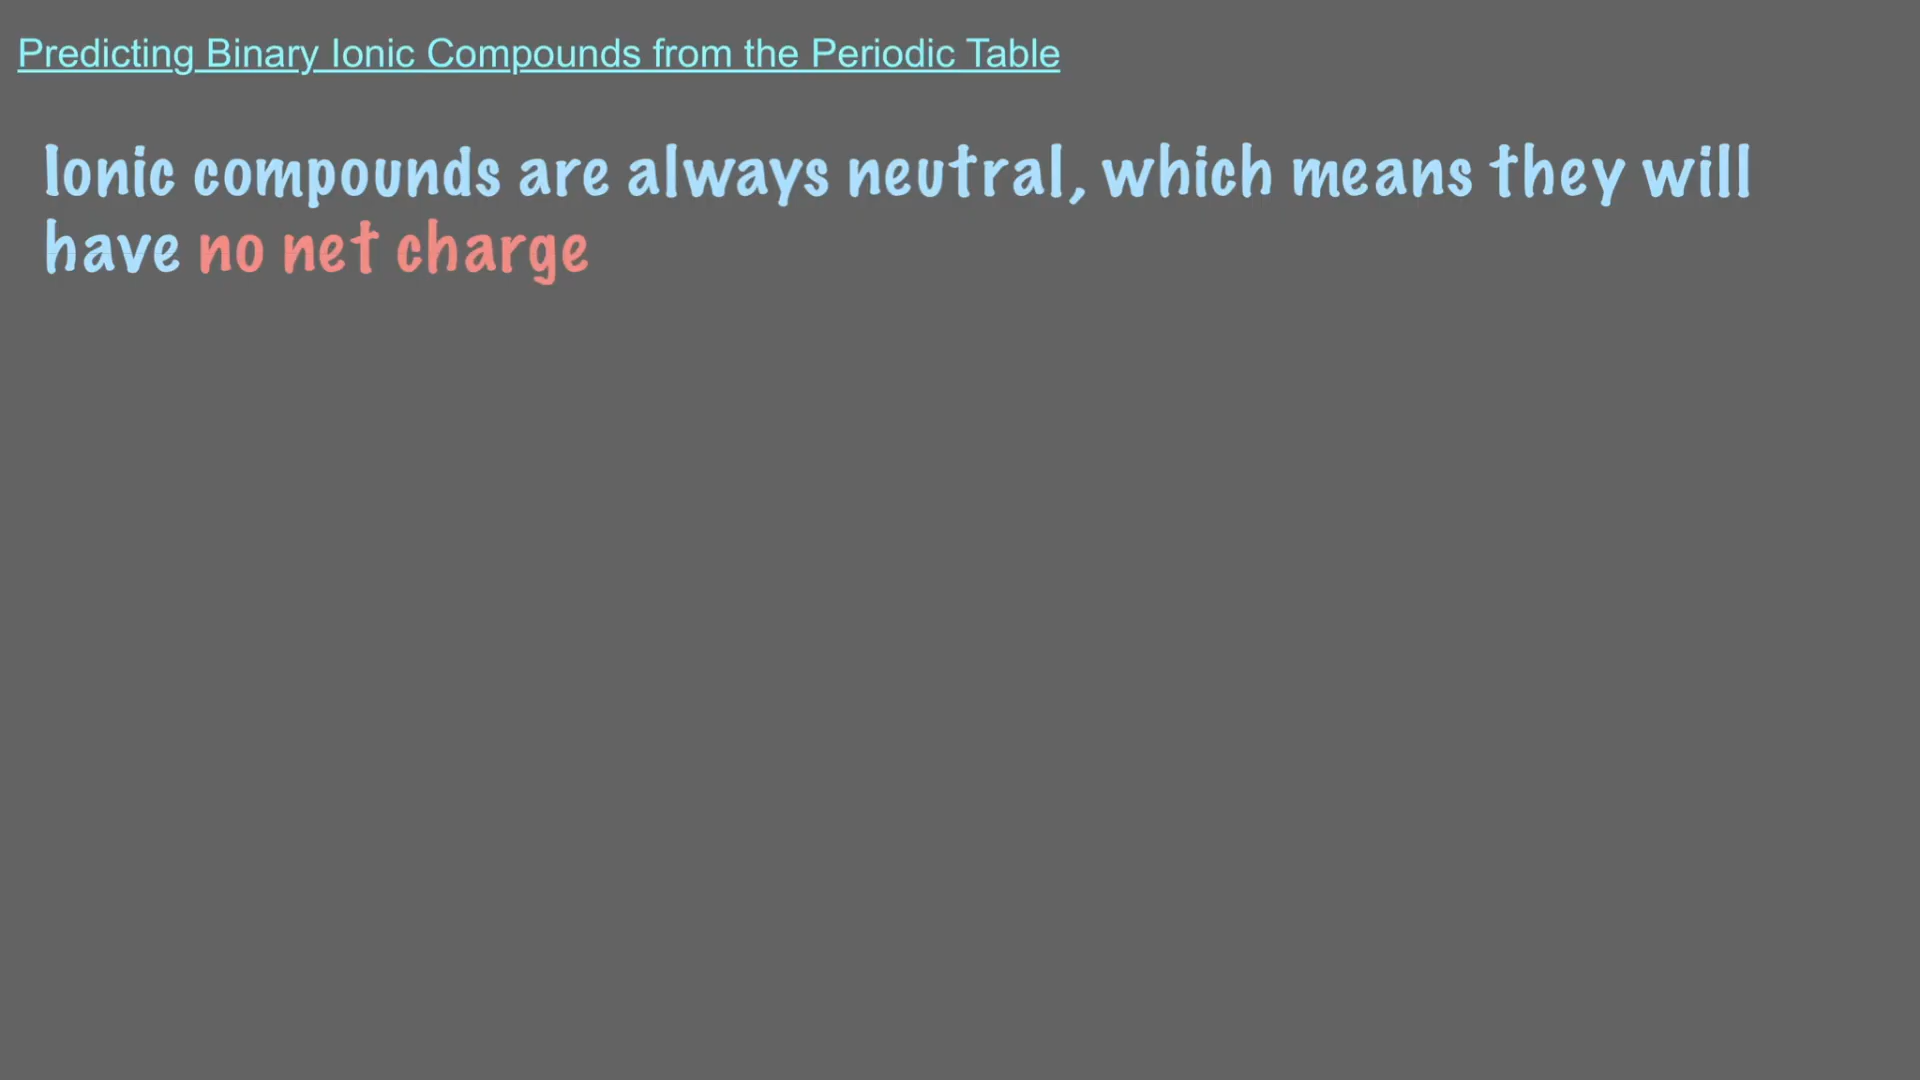 Predicting Binary Ionic Compounds from the Periodic Table
Ionic compounds are always neutral, which means they will
have no net charge